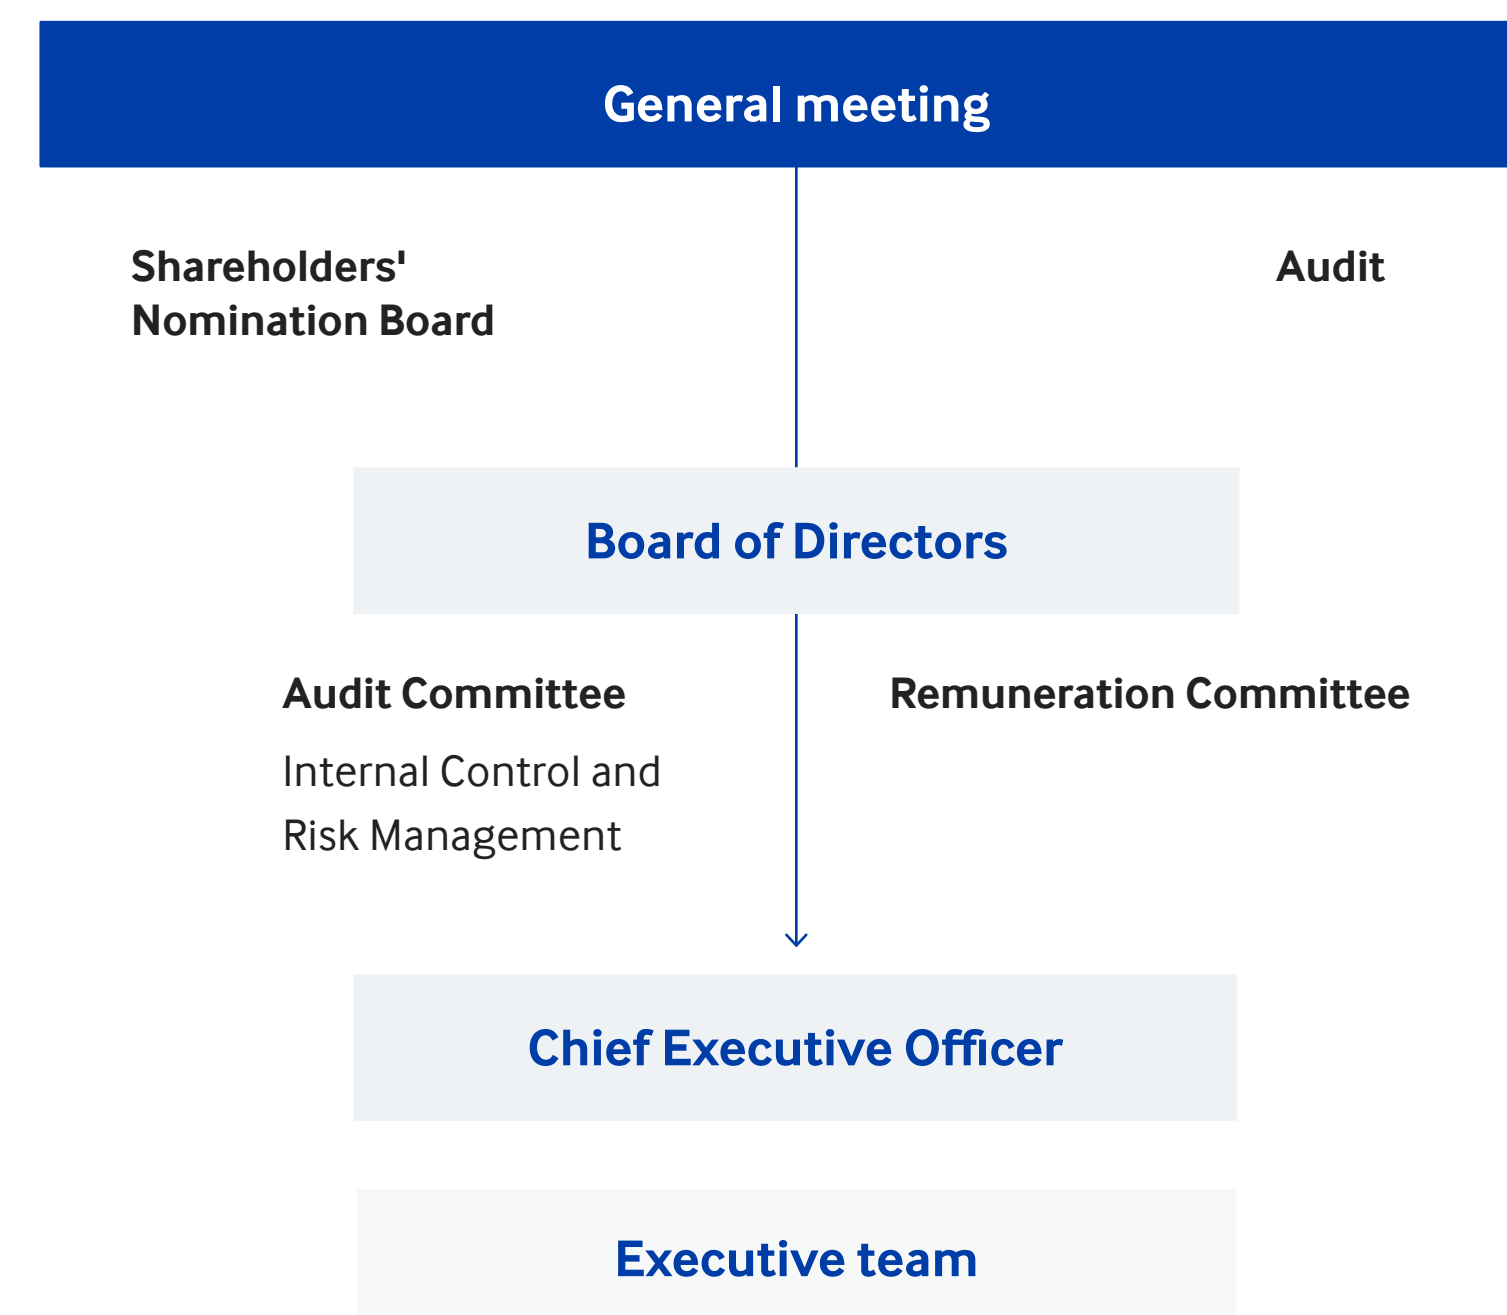 General meeting
Shareholders'
Nomination Board
Audit
Board of Directors
Audit Committee
Internal Control and
Risk Management
Remuneration Committee
Chief Executive Officer
Executive team